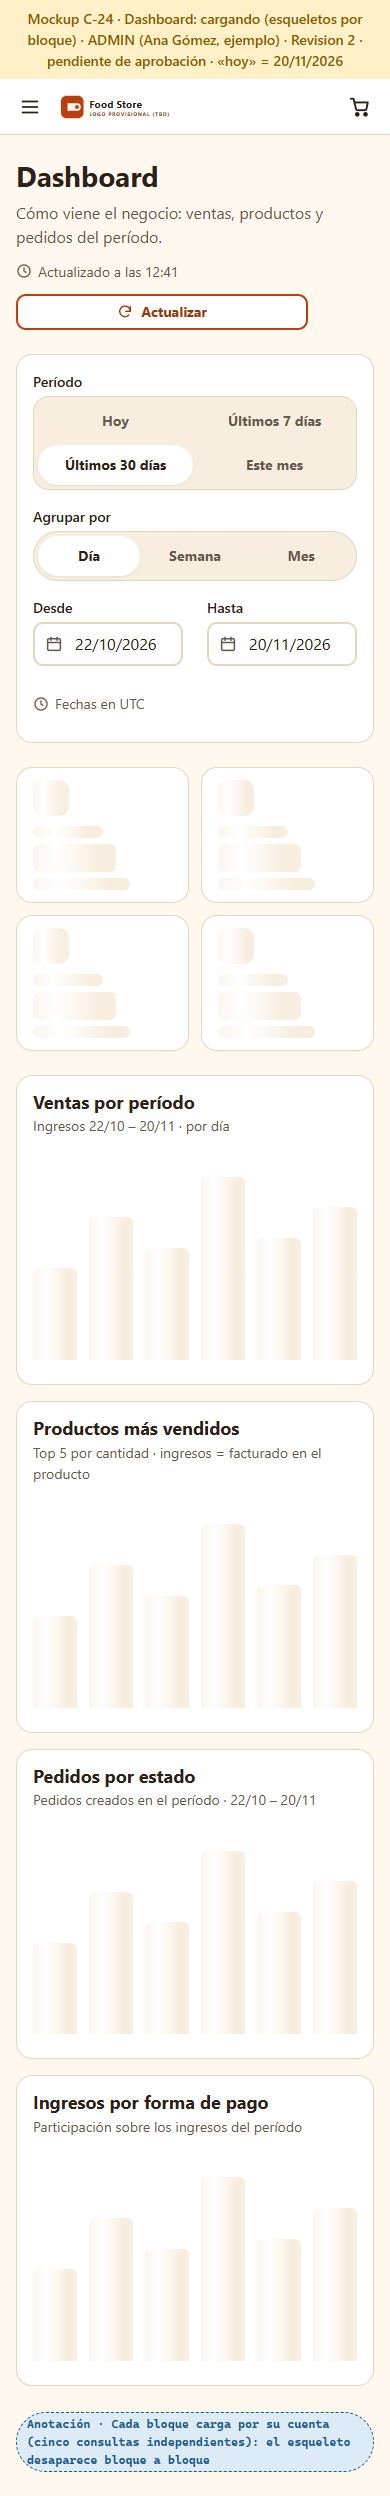 Mockup C-24 · Dashboard: cargando (esqueletos por
bloque) · ADMIN (Ana Gómez, ejemplo) · Revision 2 ·
pendiente de aprobación · «hoy» = 20/11/2026
Food Store
LOGO PROVISIONAL (TBD)
Dashboard
Cómo viene el negocio: ventas, productos y
pedidos del período.
Actualizado a las 12:41
Actualizar
Período
Hoy
Últimos 7 días
Últimos 30 días
Este mes
Agrupar por
Día
Semana
Mes
Desde
Hasta
22/10/2026
20/11/2026
Fechas en UTC
Ventas por período
Ingresos 22/10 – 20/11 · por día
Productos más vendidos
Top 5 por cantidad · ingresos = facturado en el
producto
Pedidos por estado
Pedidos creados en el período · 22/10 – 20/11
Ingresos por forma de pago
Participación sobre los ingresos del período
Anotación · Cada bloque carga por su cuenta
(cinco consultas independientes): el esqueleto
desaparece bloque a bloque